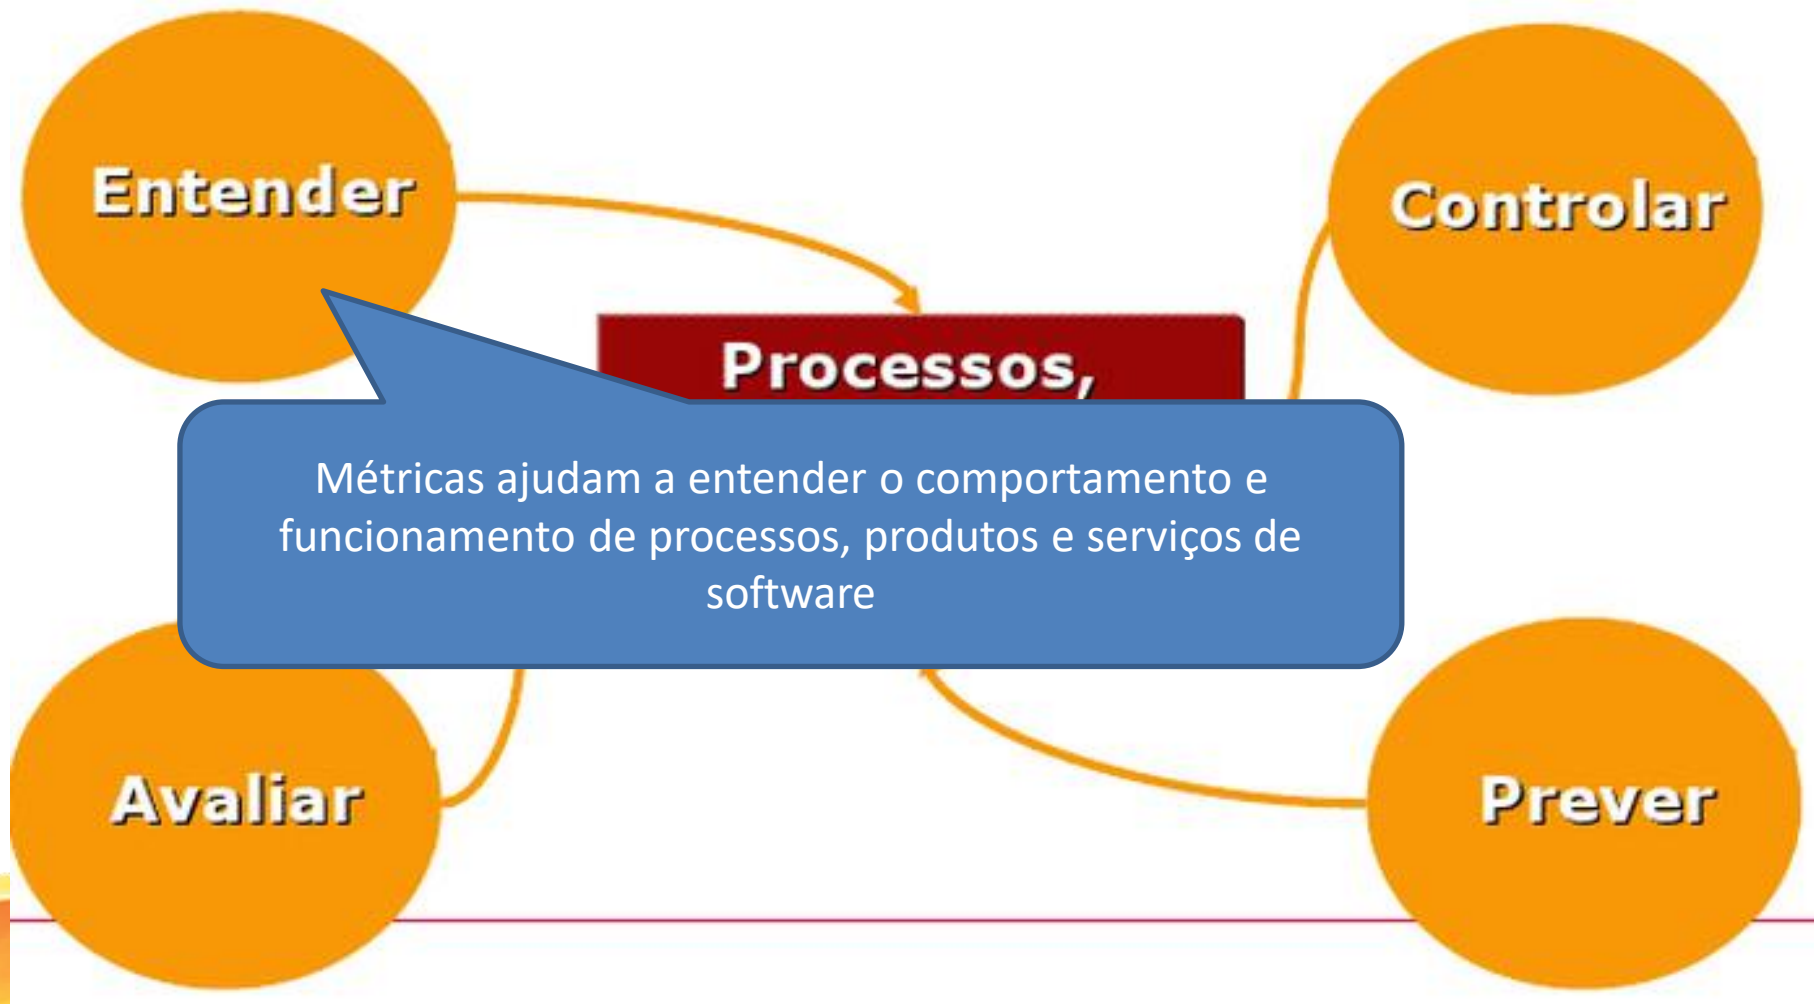 Entender
Controlar
Processos,
Métricas ajudam a entender o comportamento e
funcionamento de processos, produtos e serviços de
software
Avaliar
Prever